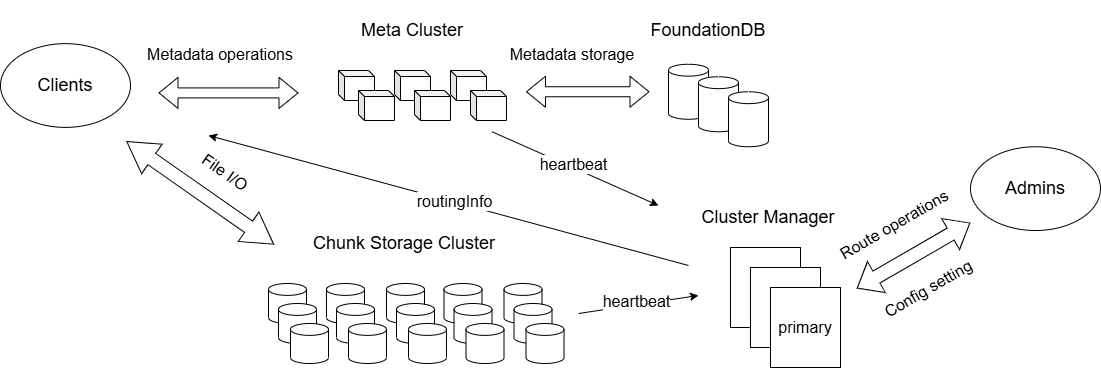 Meta Cluster
FoundationDB
Metadata operations
Metadata storage
Clients
heartbeat
File I/O
Admins
routingInfo
Cluster Manager
Route operations
Chunk Storage Cluster
Config setting
heartbeat
primary